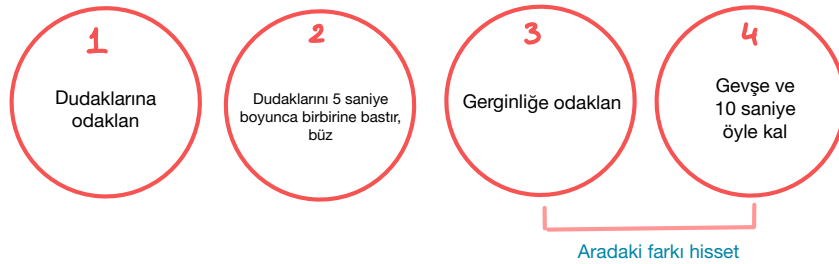 1
Dudaklarına
odaklan
2
Dudaklarını 5 saniye
boyunca birbirine bastır,
büz
3
Gerginliğe odaklan
4
Gevşe ve
10 saniye
öyle kal
Aradaki farkı hisset